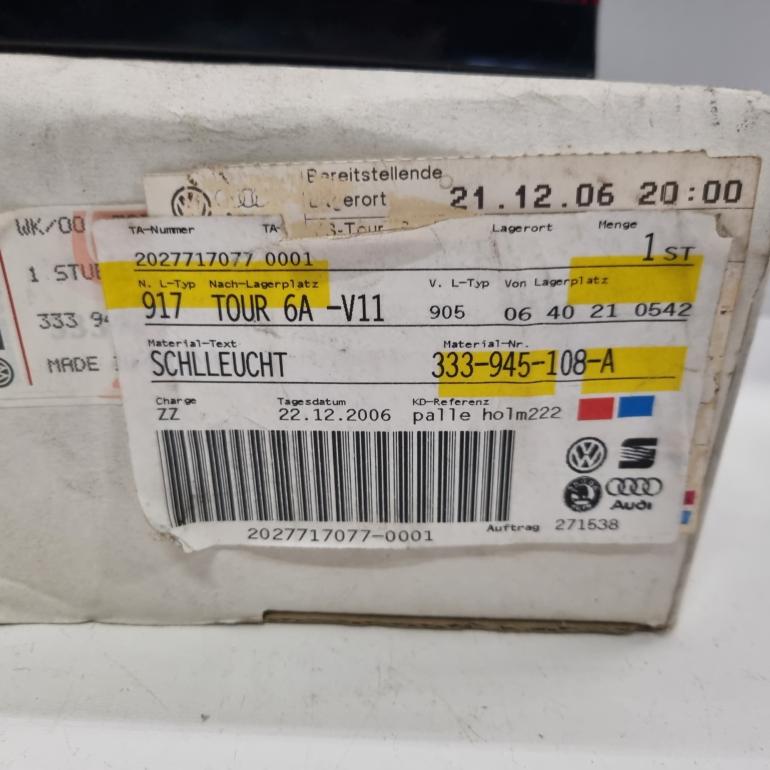 Bereitstellende
Lagerort
21.12.06 20:00
WK/00
1 STU
333 94
MADE
TA-Nummer TA- Lagerort Menge
2027717077 0001 1 ST
N. L-Typ Nach-Lagerplatz V. L-Typ Von Lagerplatz
917 TOUR 6A -V11 905 06 40 21 0542
Material-Text Material-Nr.
SCHLLEUCHT 333-945-108-A
Charge Tagesdatum KD-Referenz
ZZ 22.12.2006 palle holm222
Audi
2027717077-0001
Auftrag 271538